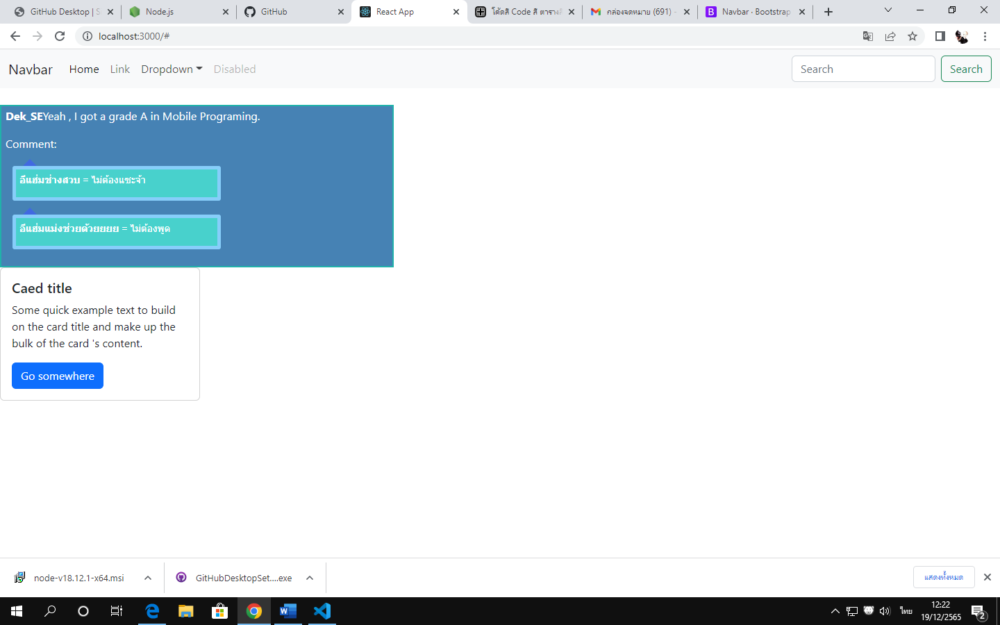 GitHub Desktop | S
Node.js
GitHub
React App
โค้ดสี Code สี ตารางสี
กล่องจดหมาย (691) -
Navbar · Bootstrap
localhost:3000/#
Navbar
Home
Link
Dropdown
Disabled
Search
Search
Dek_SEYeah , I got a grade A in Mobile Programing.
Comment:
อีแฮ่มช่างสวบ = ไม่ต้องแซะจ้า
อีแฮ่มแม่งช่วยด้วยยยย = ไม่ต้องพูด
Caed title
Some quick example text to build
on the card title and make up the
bulk of the card 's content.
Go somewhere
node-v18.12.1-x64.msi
GitHubDesktopSet....exe
แสดงทั้งหมด
ไทย
12:22
19/12/2565
2